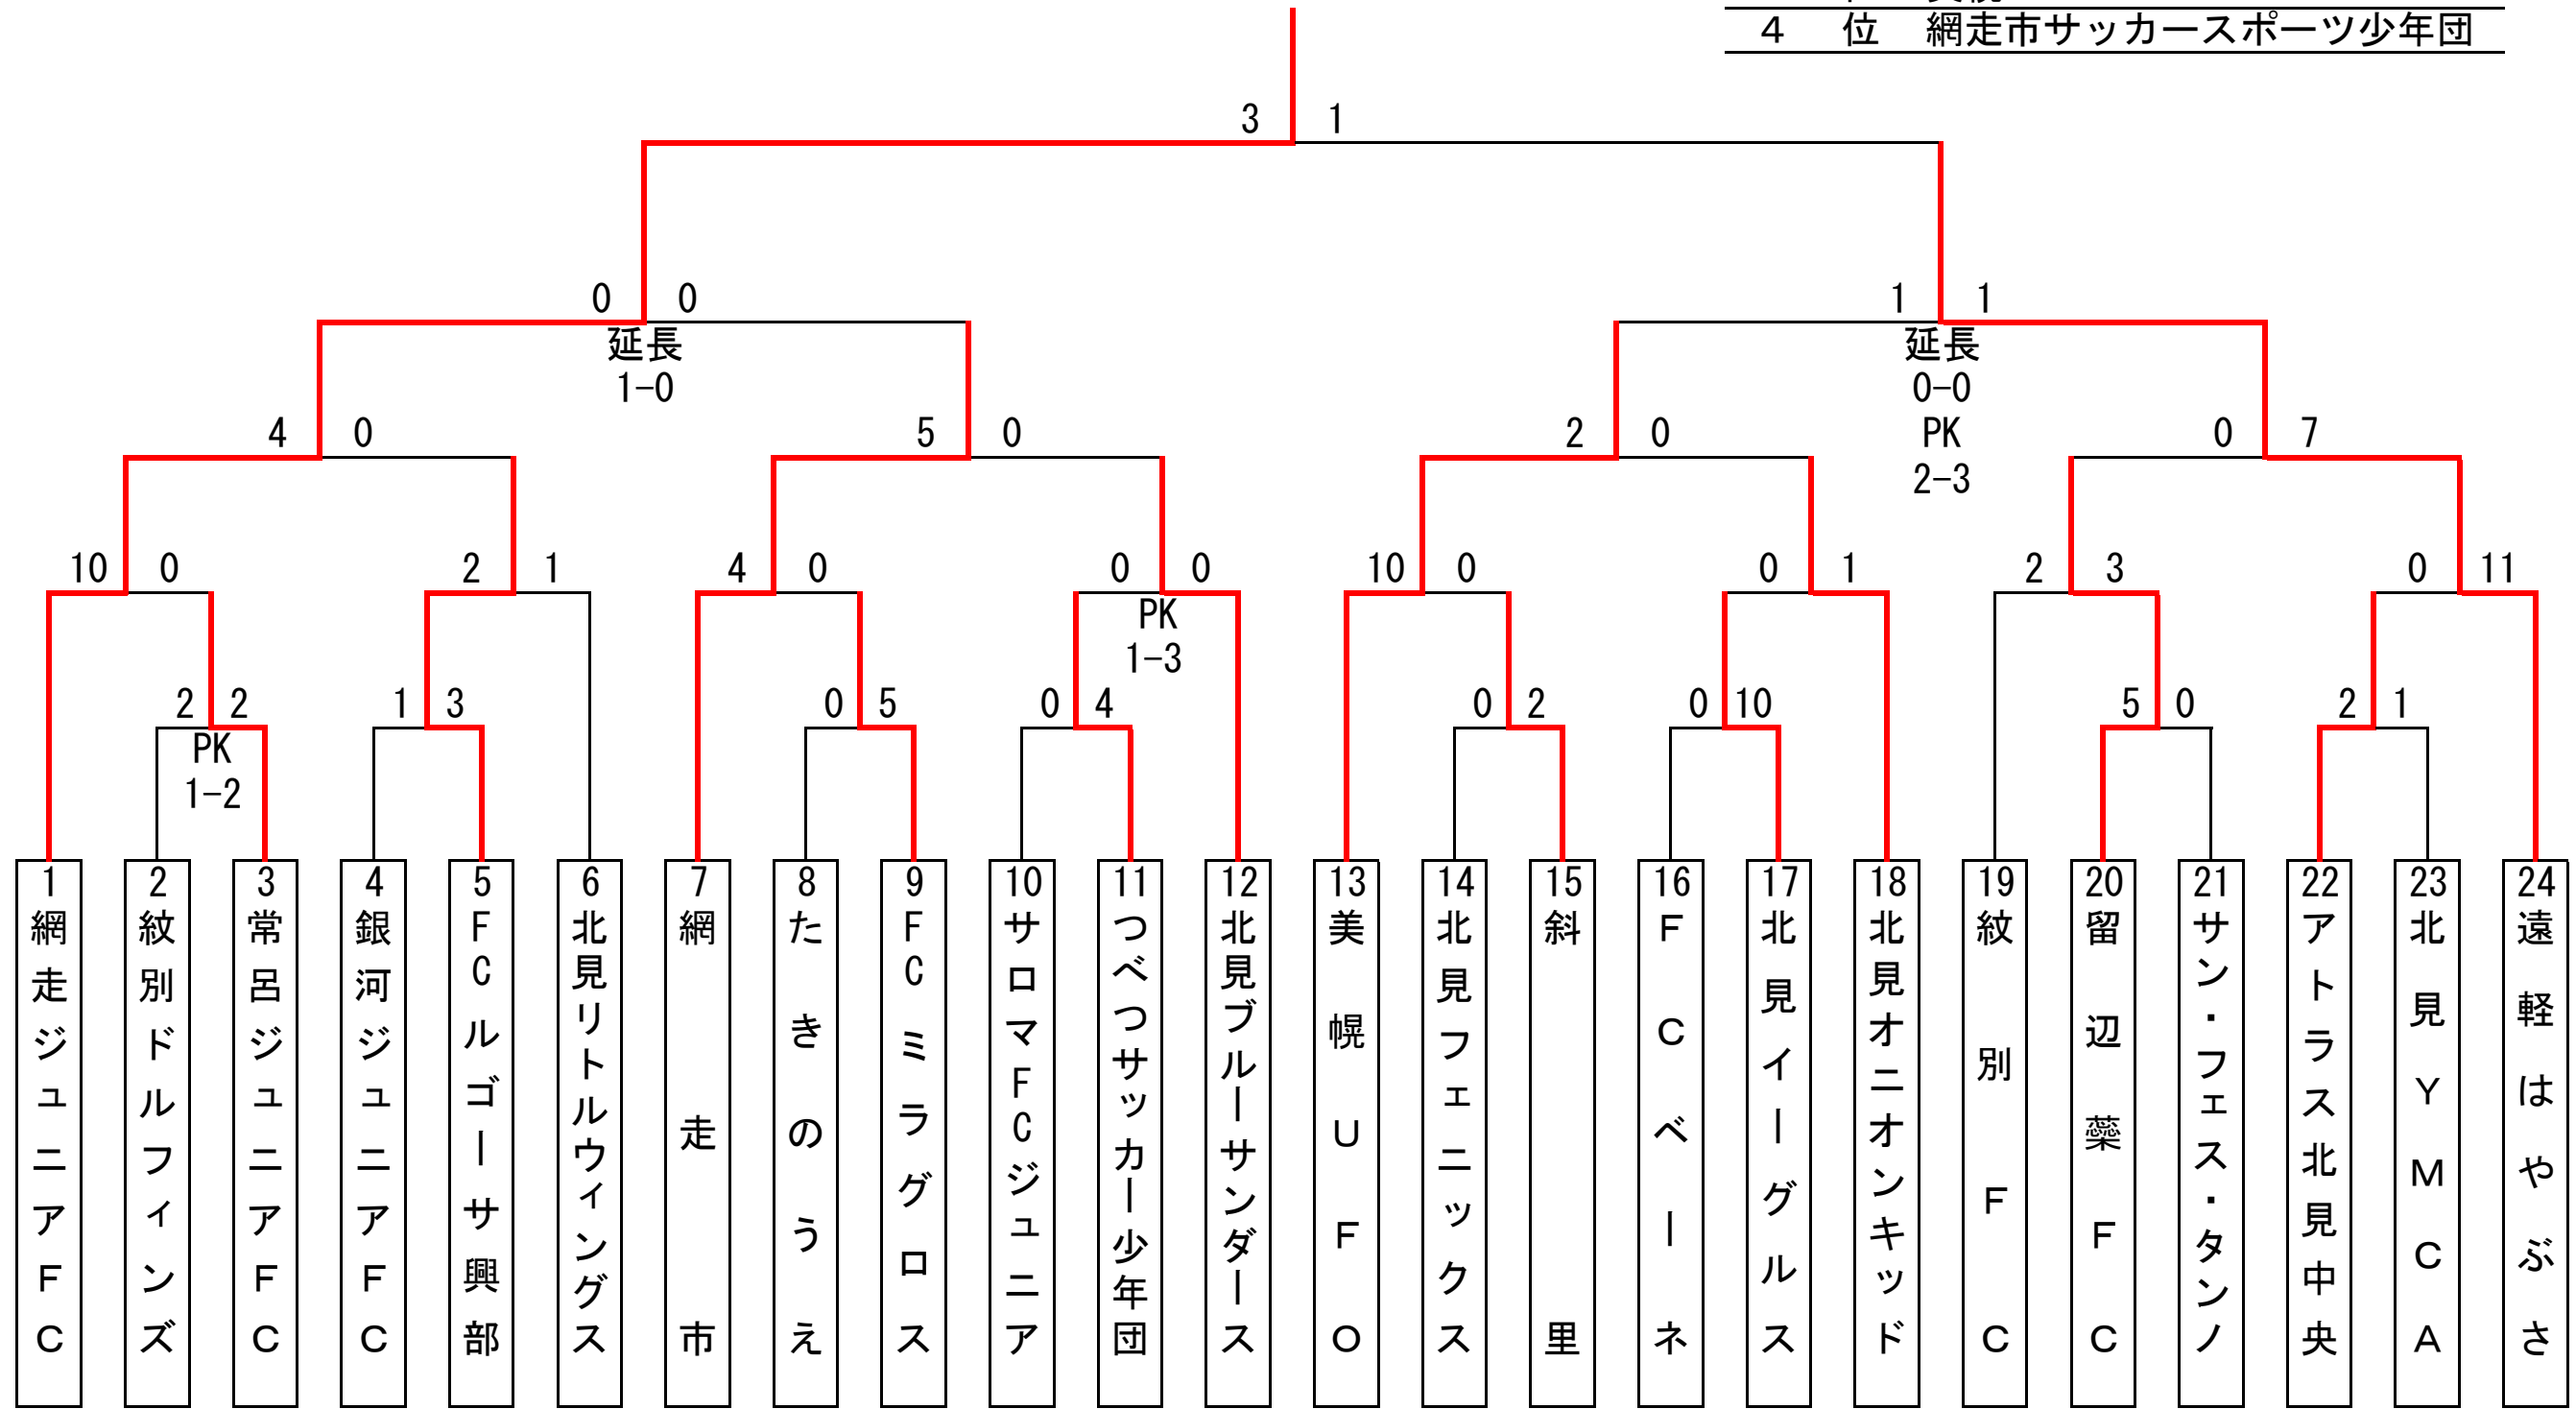 4 位 網走市サッカースポーツ少年団
3 1
0 0 1 1
延長 延長
1-0 0-0
4 0 5 0 2 0 PK 0 7
2-3
10 0 2 1 4 0 0 0 10 0 0 1 2 3 0 11
PK
1-3
2 2 1 3 0 5 0 4 0 2 0 10 5 0 2 1
PK
1-2
1 網走ジュニアFC
2 紋別ドルフィンズ
3 常呂ジュニアFC
4 銀河ジュニアFC
5 FCルゴーサ興部
6 北見リトルウィングス
7 網走市
8 たきのうえ
9 FCミラグロス
10 サロマFCジュニア
11 つべつサッカー少年団
12 北見ブルーサンダース
13 美幌UFO
14 北見フェニックス
15 斜里
16 FCベーネ
17 北見イーグルス
18 北見オニオンキッド
19 紋別FC
20 留辺蘂FC
21 サン・フェス・タンノ
22 アトラス北見中央
23 北見YMCA
24 遠軽はやぶさ